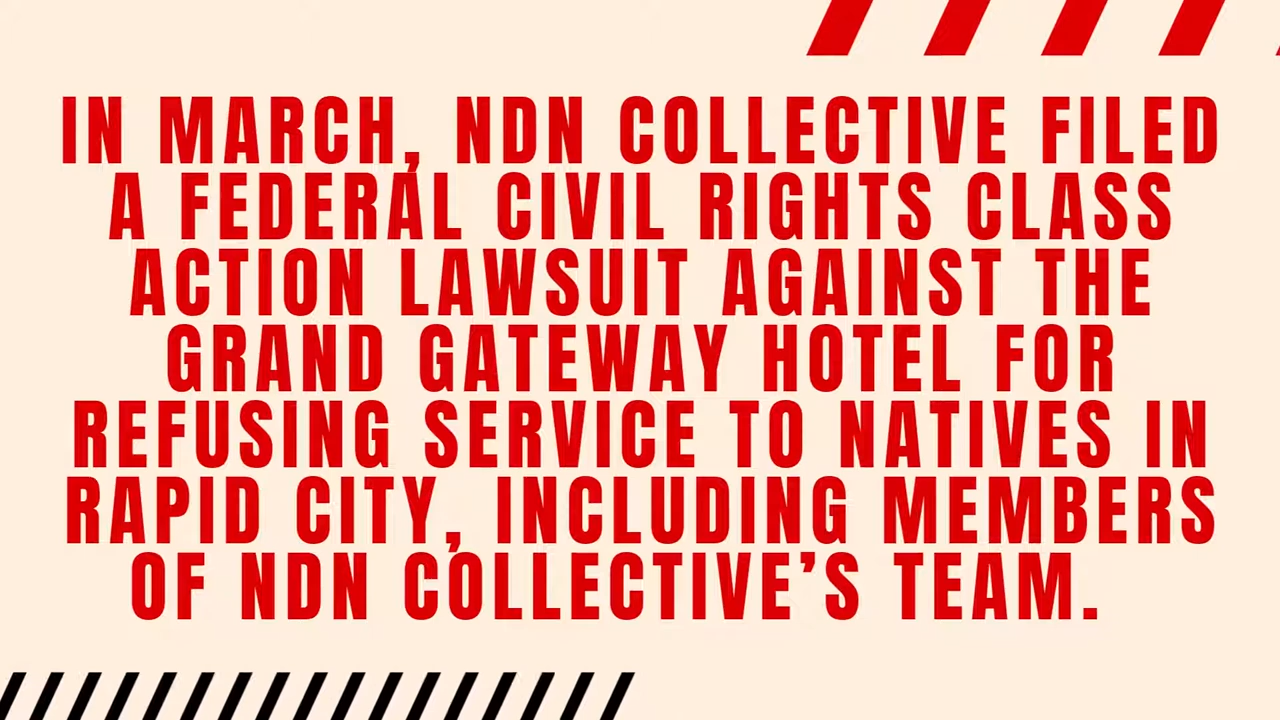 IN MARCH, NDN COLLECTIVE FILED
A FEDERAL CIVIL RIGHTS CLASS
ACTION LAWSUIT AGAINST THE
GRAND GATEWAY HOTEL FOR
REFUSING SERVICE TO NATIVES IN
RAPID CITY, INCLUDING MEMBERS
OF NDN COLLECTIVE’S TEAM.